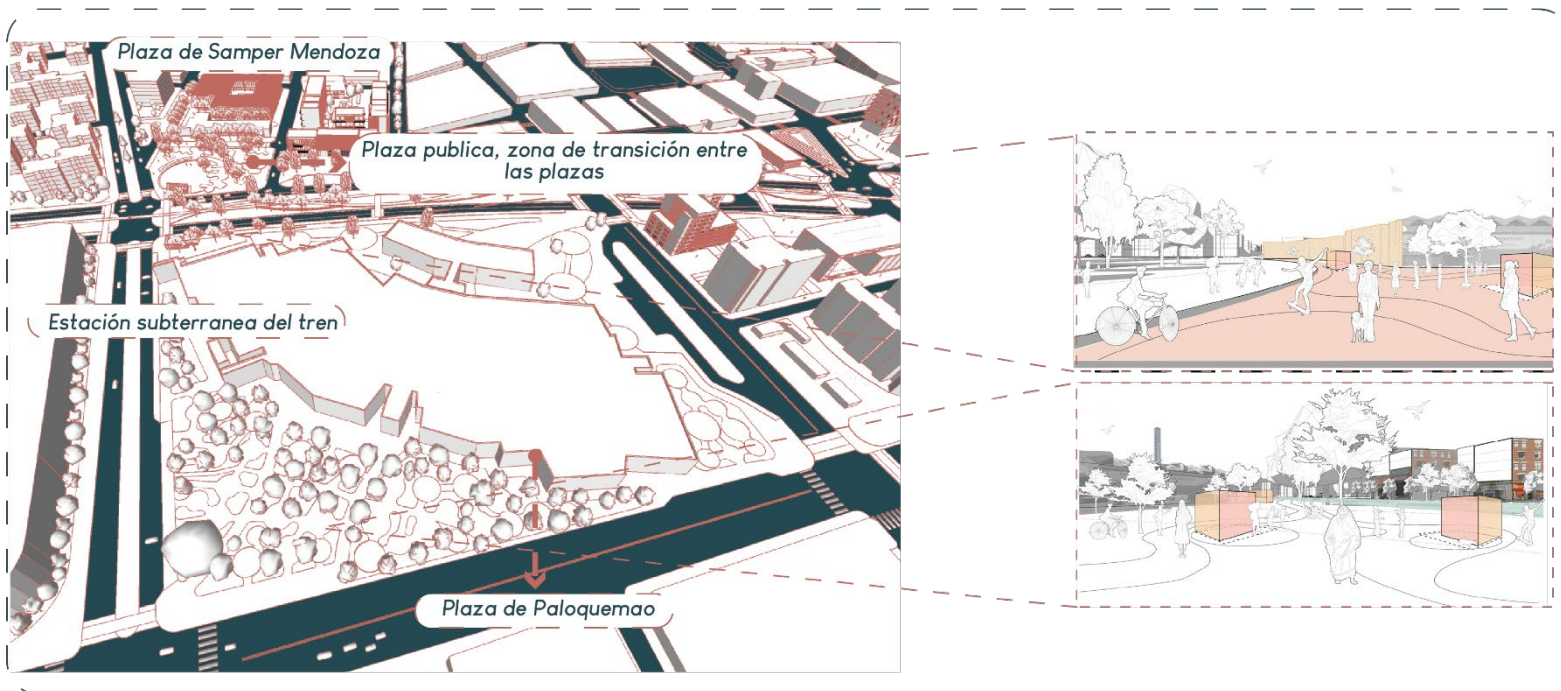 Plaza de Samper Mendoza
Plaza publica, zona de transición entre
las plazas
Estación subterranea del tren
Plaza de Paloquemao